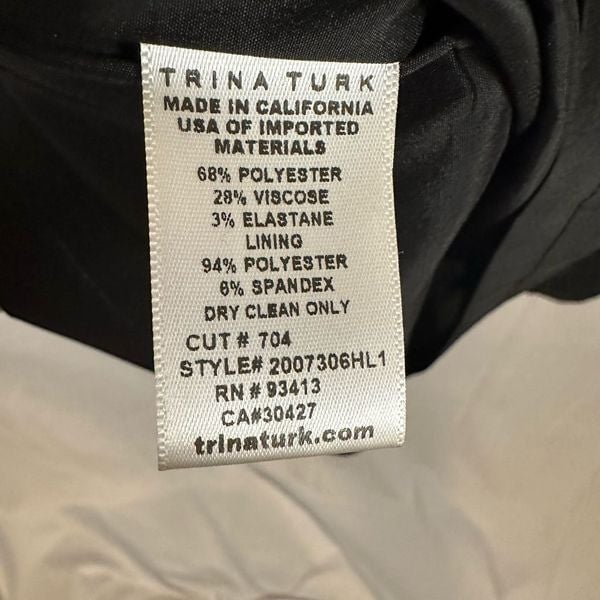 TRINA TURK
MADE IN CALIFORNIA
USA OF IMPORTED
MATERIALS
68% POLYESTER
28% VISCOSE
3% ELASTANE
LINING
94% POLYESTER
6% SPANDEX
DRY CLEAN ONLY
CUT# 704
STYLE# 2007306HL1
RN # 93413
CA#30427
trinaturk.com